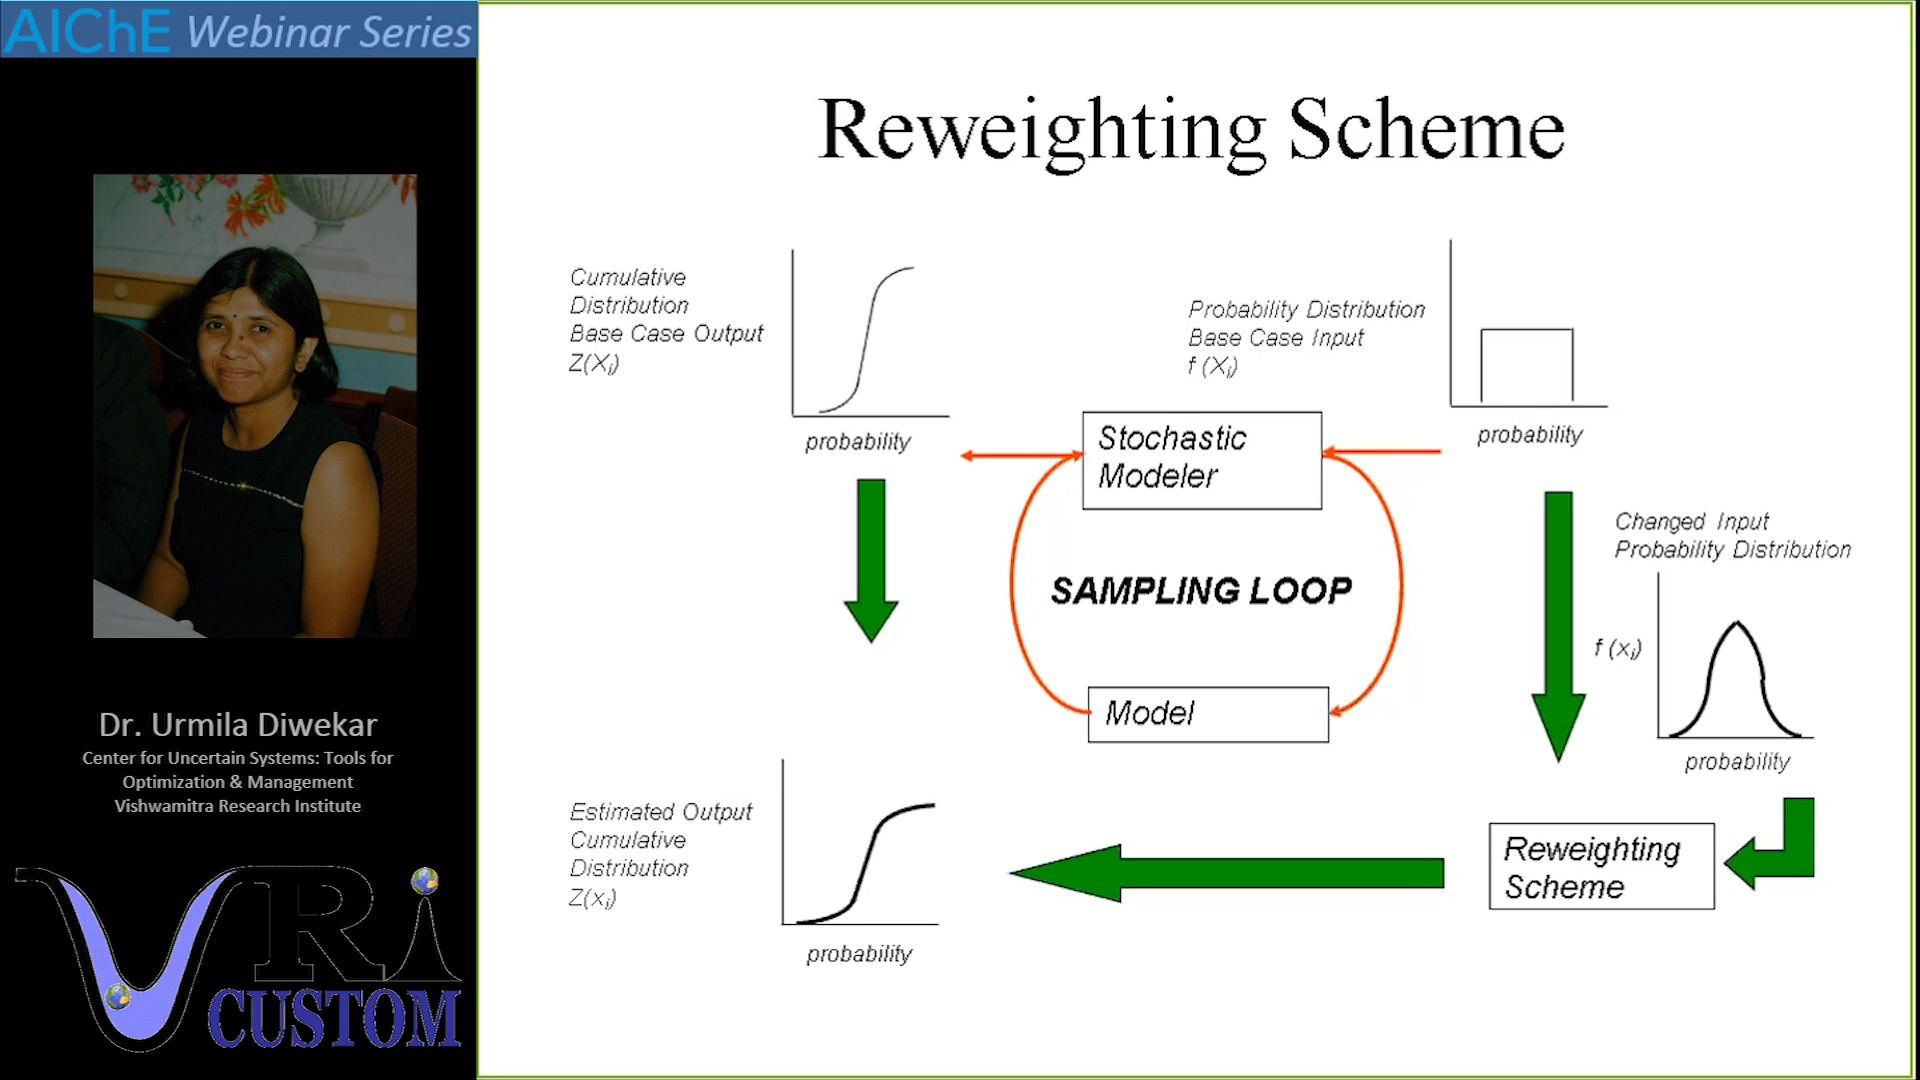 AIChE Webinar Series
Reweighting Scheme
Cumulative
Distribution
Base Case Output
Z(Xi)
probability
Probability Distribution
Base Case Input
f (Xi)
probability
Stochastic
Modeler
SAMPLING LOOP
Model
Changed Input
Probability Distribution
f (xi)
probability
Estimated Output
Cumulative
Distribution
Z(xi)
probability
Reweighting
Scheme
Dr. Urmila Diwekar
Center for Uncertain Systems: Tools for
Optimization & Management
Vishwamitra Research Institute
VRi
CUSTOM